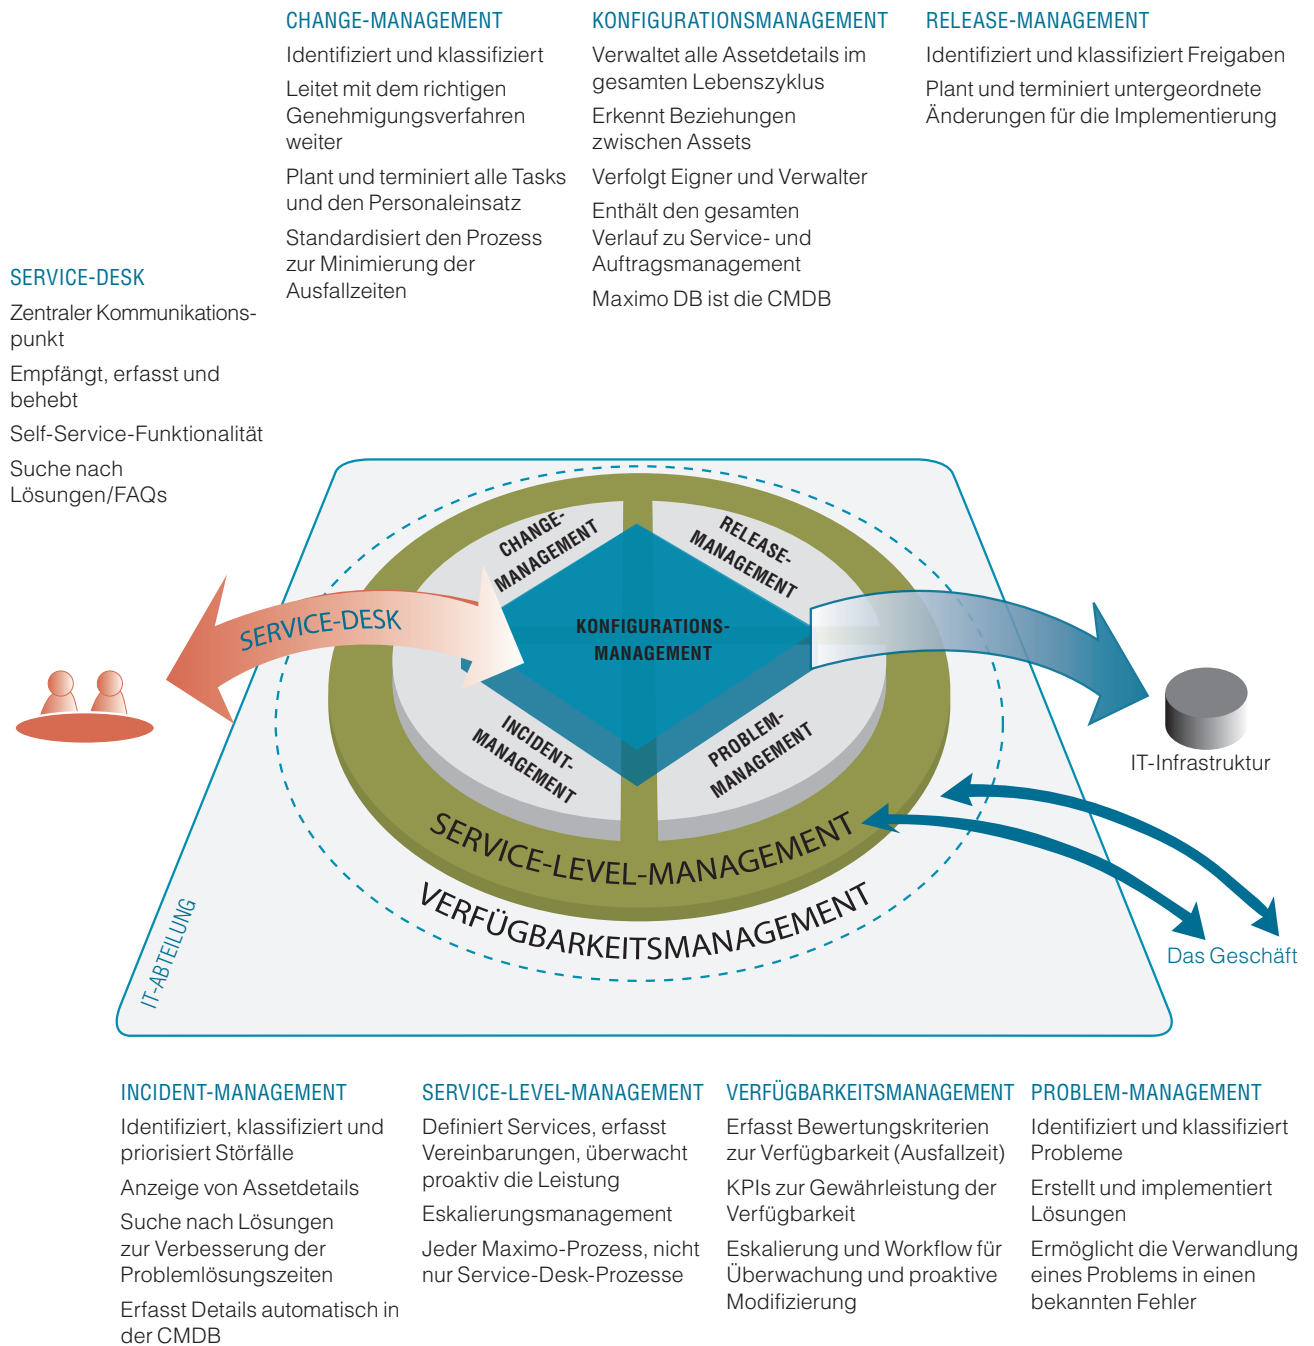 CHANGE-MANAGEMENT
Identifiziert und klassifiziert
Leitet mit dem richtigen
Genehmigungsverfahren
weiter
Plant und terminiert alle Tasks
und den Personaleinsatz
Standardisiert den Prozess
zur Minimierung der
Ausfallzeiten
KONFIGURATIONSMANAGEMENT
Verwaltet alle Assetdetails im
gesamten Lebenszyklus
Erkennt Beziehungen
zwischen Assets
Verfolgt Eigner und Verwalter
Enthält den gesamten
Verlauf zu Service- und
Auftragsmanagement
Maximo DB ist die CMDB
RELEASE-MANAGEMENT
Identifiziert und klassifiziert Freigaben
Plant und terminiert untergeordnete
Änderungen für die Implementierung
SERVICE-DESK
Zentraler Kommunikations-
punkt
Empfängt, erfasst und
behebt
Self-Service-Funktionalität
Suche nach
Lösungen/FAQs
CHANGE-
MANAGEMENT
RELEASE-
MANAGEMENT
SERVICE-DESK
KONFIGURATIONS-
MANAGEMENT
INCIDENT-
MANAGEMENT
PROBLEM-
MANAGEMENT
IT-Infrastruktur
SERVICE-LEVEL-MANAGEMENT
VERFÜGBARKEITSMANAGEMENT
IT-ABTEILUNG
Das Geschäft
INCIDENT-MANAGEMENT
Identifiziert, klassifiziert und
priorisiert Störfälle
Anzeige von Assetdetails
Suche nach Lösungen
zur Verbesserung der
Problemlösungszeiten
Erfasst Details automatisch in
der CMDB
SERVICE-LEVEL-MANAGEMENT
Definiert Services, erfasst
Vereinbarungen, überwacht
proaktiv die Leistung
Eskalierungsmanagement
Jeder Maximo-Prozess, nicht
nur Service-Desk-Prozesse
VERFÜGBARKEITSMANAGEMENT
Erfasst Bewertungskriterien
zur Verfügbarkeit (Ausfallzeit)
KPIs zur Gewährleistung der
Verfügbarkeit
Eskalierung und Workflow für
Überwachung und proaktive
Modifizierung
PROBLEM-MANAGEMENT
Identifiziert und klassifiziert
Probleme
Erstellt und implementiert
Lösungen
Ermöglicht die Verwandlung
eines Problems in einen
bekannten Fehler